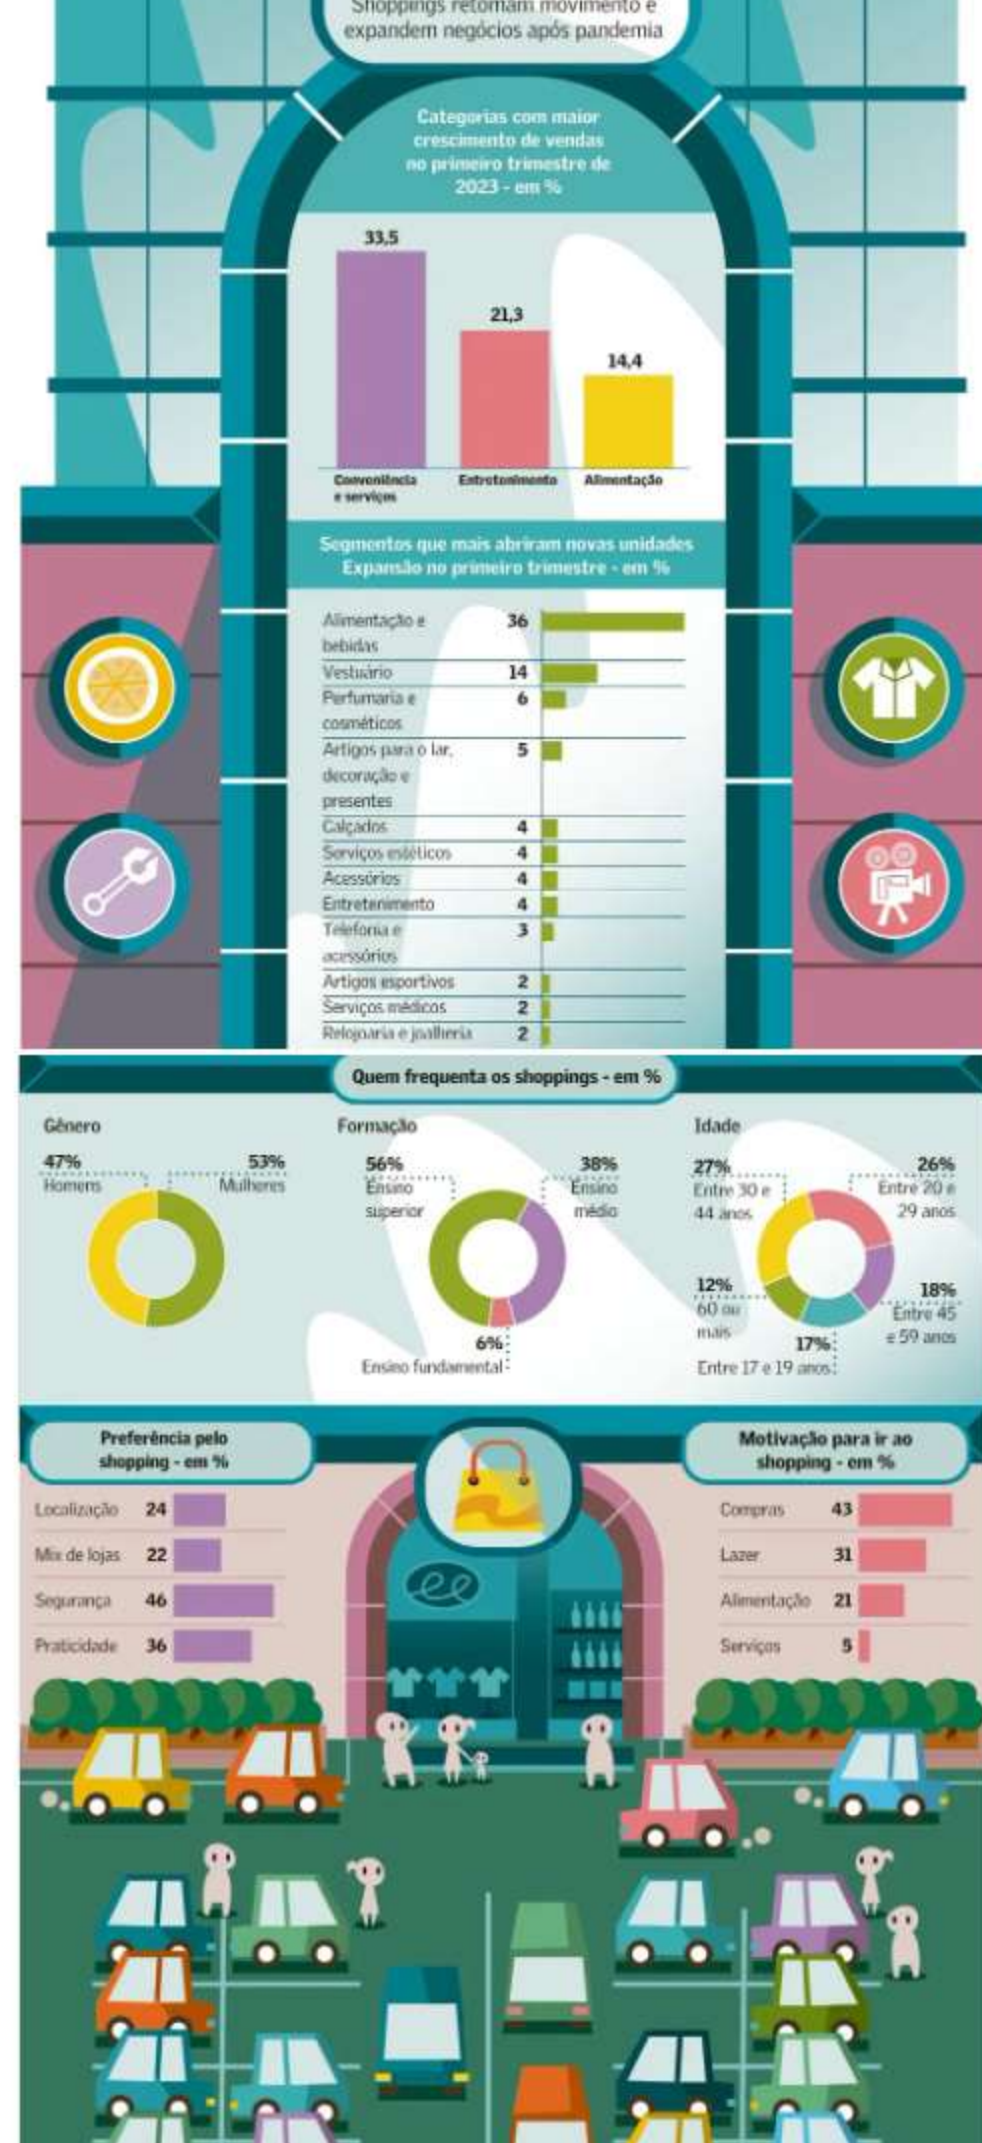 Shoppings retomam movimento e
expandem negócios após pandemia
Categorias com maior
crescimento de vendas
no primeiro trimestre de
2023 - em %
33,5
21,3
14,4
Conveniência
e serviços
Entretenimento
Alimentação
Segmentos que mais abriram novas unidades
Expansão no primeiro trimestre - em %
Alimentação e
bebidas
36
Vestuário 14
Perfumaria e
cosméticos
6
Artigos para o lar,
decoração e
presentes
5
Calçados 4
Serviços estéticos 4
Acessórios 4
Entretenimento 4
Telefonia e
acessórios
3
Artigos esportivos 2
Serviços médicos 2
Relojoaria e joalheria 2
Quem frequenta os shoppings - em %
Gênero
47%
Homens
53%
Mulheres
Formação
56%
Ensino
superior
38%
Ensino
médio
6%
Ensino fundamental
Idade
27%
Entre 30 e
44 anos
26%
Entre 20 e
29 anos
12%
60 ou
mais
18%
Entre 45
e 59 anos
17%
Entre 17 e 19 anos
Preferência pelo
shopping - em %
Localização 24
Mix de lojas 22
Segurança 46
Praticidade 36
Motivação para ir ao
shopping - em %
Compras 43
Lazer 31
Alimentação 21
Serviços 5